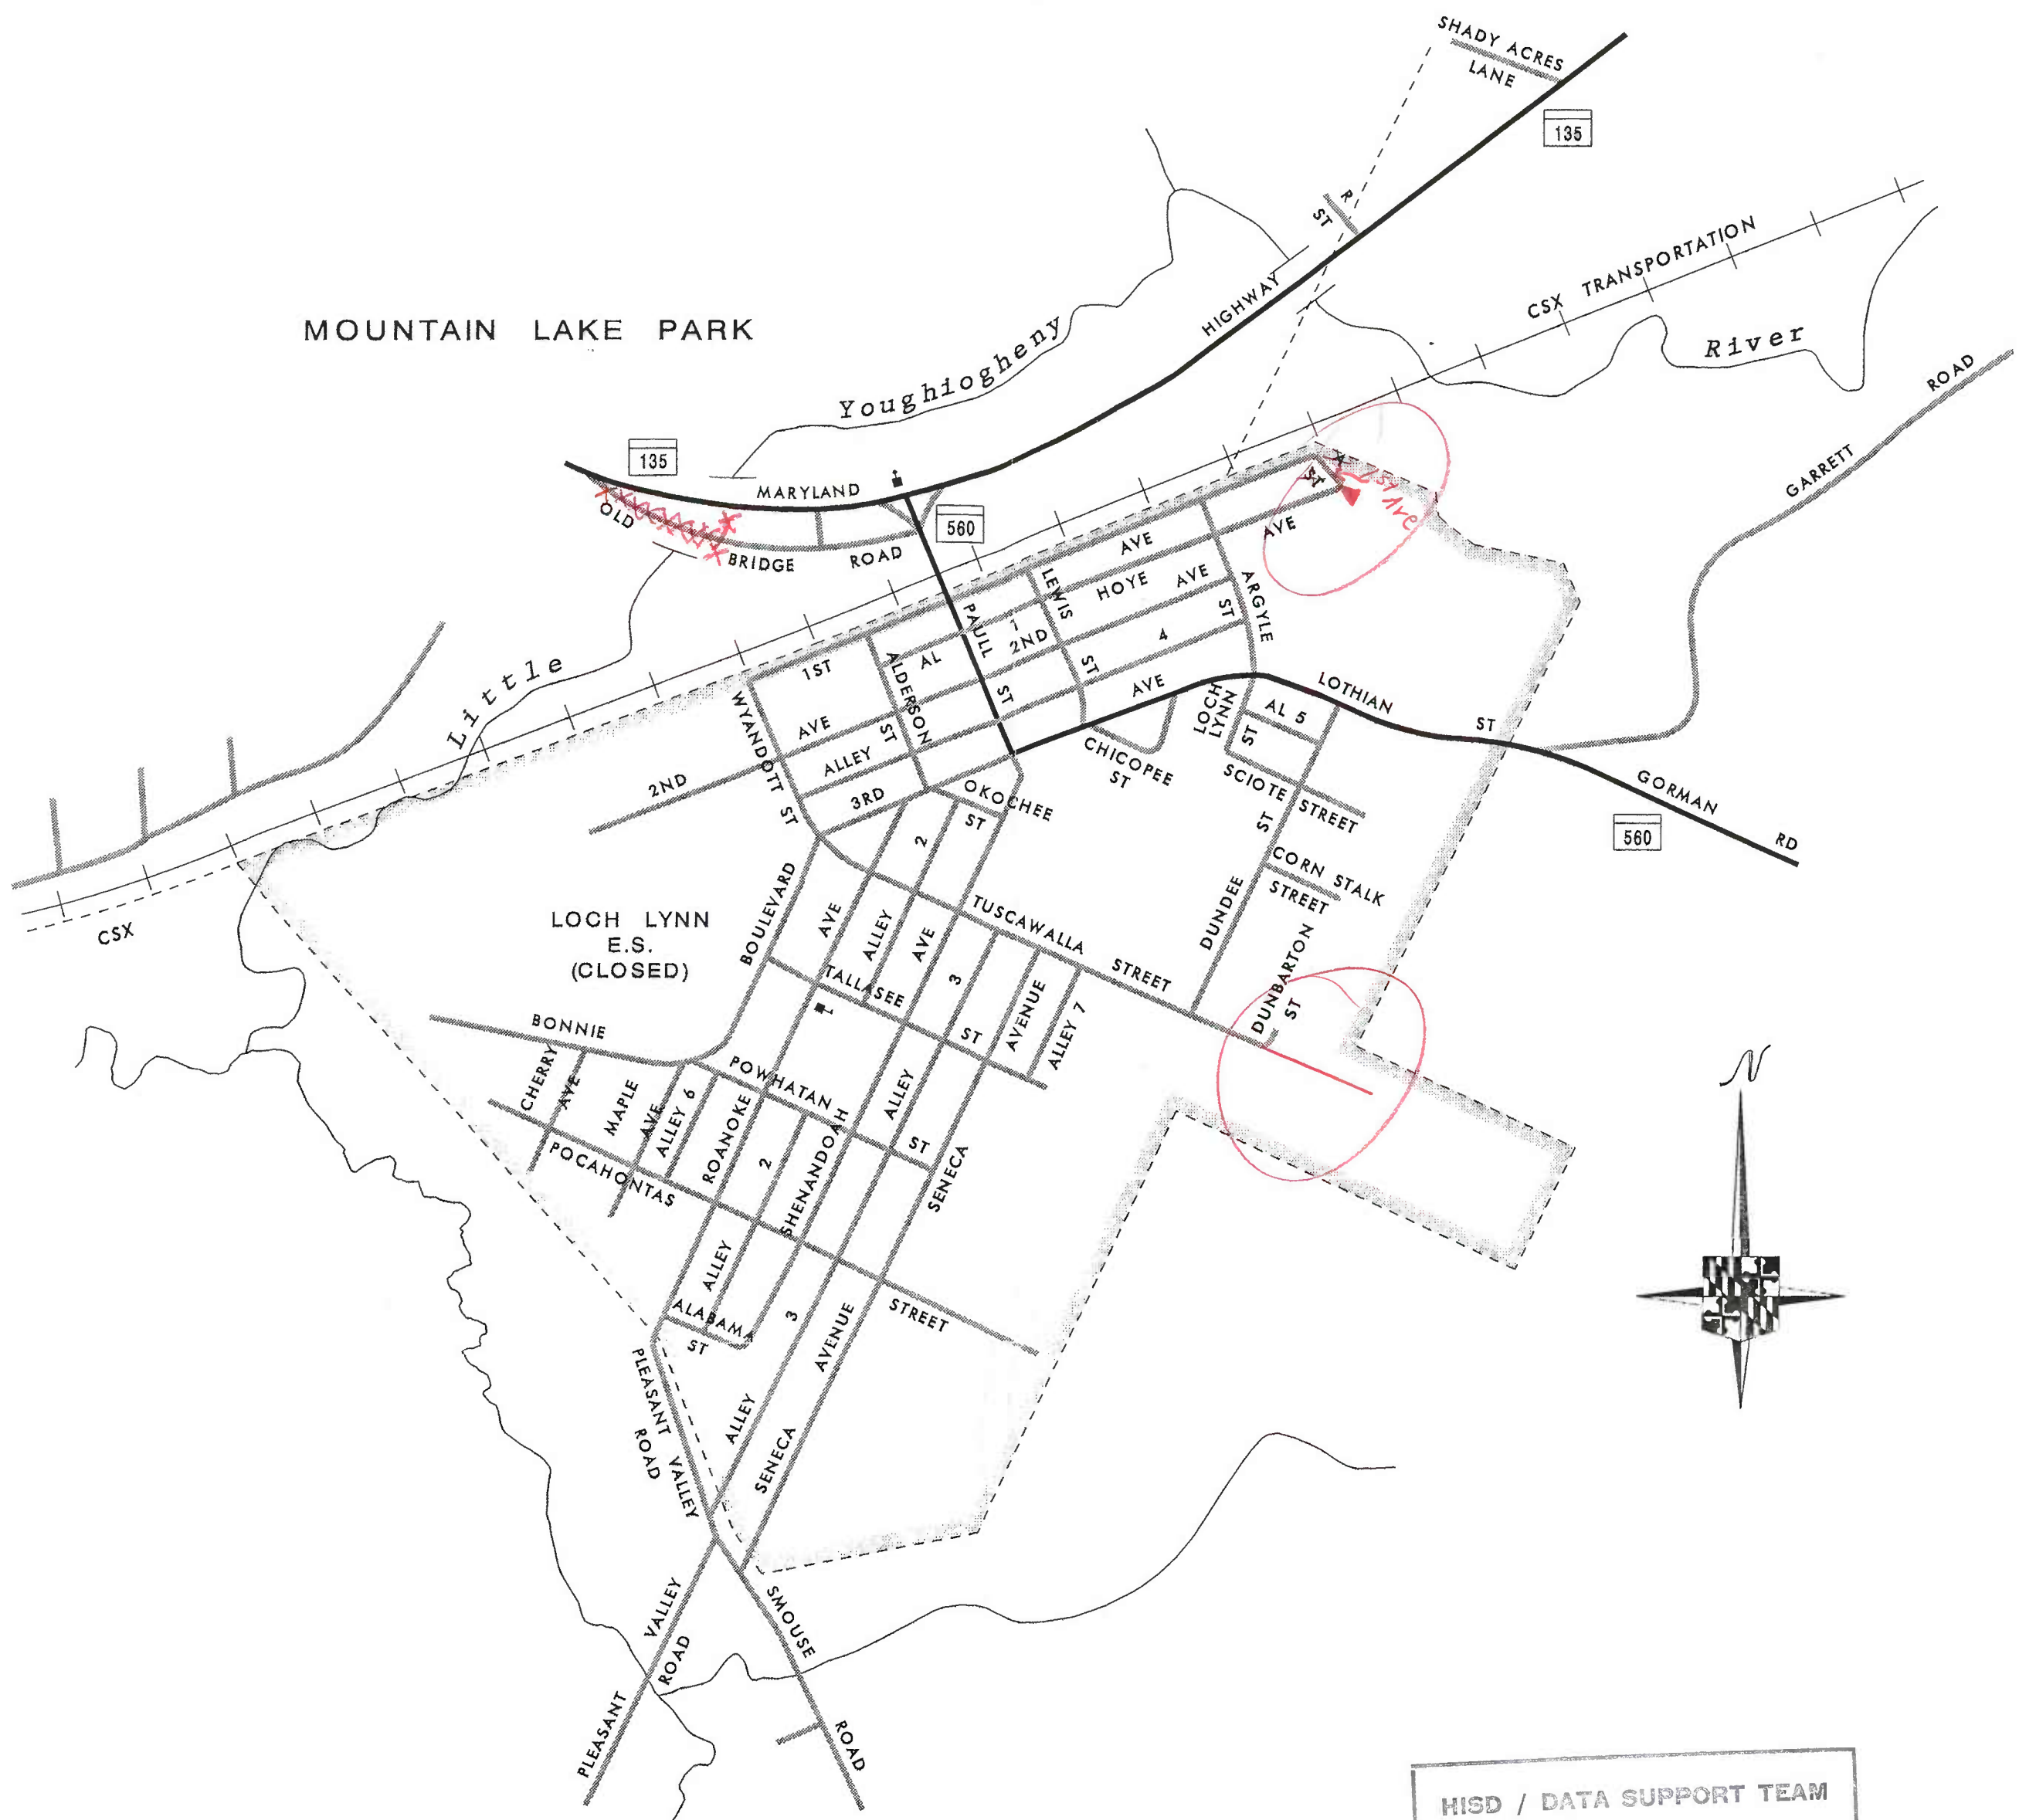 SHADY ACRES
LANE
135
R
ST
CSX TRANSPORTATION
HIGHWAY
MOUNTAIN LAKE PARK
Youghiogheny
River
ROAD
GARRETT
135
MARYLAND
OLD
BRIDGE
ROAD
560
ST
1st Ave
AVE
AVE
HOYE
AVE
LEWIS
ST
ARGYLE
ST
PAULL
ST
1
2ND
4
1ST
AL
ALDERSON
ST
WYANDOTT ST
AVE
2ND
ALLEY
3RD
AVE
Little
LOTHIAN
ST
LOCH
LYNN
ST
AL 5
CHICOPEE
ST
SCIOTE STREET
OKOCHEE
ST
GORMAN
RD
560
CSX
LOCH LYNN
E.S.
(CLOSED)
BOULEVARD
AVE
2
ALLEY
AVE
TUSCAWALLA
STREET
DUNDEE
ST
CORN STALK
STREET
DUNBARTON
ST
TALLASEE
ST
3
AVENUE
ALLEY 7
BONNIE
CHERRY
AVE
MAPLE
AVE
ALLEY 6
POWHATAN
ST
ROANOKE
2
SHENANDOAH
ALLEY
SENECA
POCAHONTAS
STREET
N
ALLEY
ALABAMA
ST
3
AVENUE
PLEASANT VALLEY
ROAD
ALLEY
SENECA
SMOUSE
ROAD
PLEASANT
VALLEY
ROAD
HISD / DATA SUPPORT TEAM